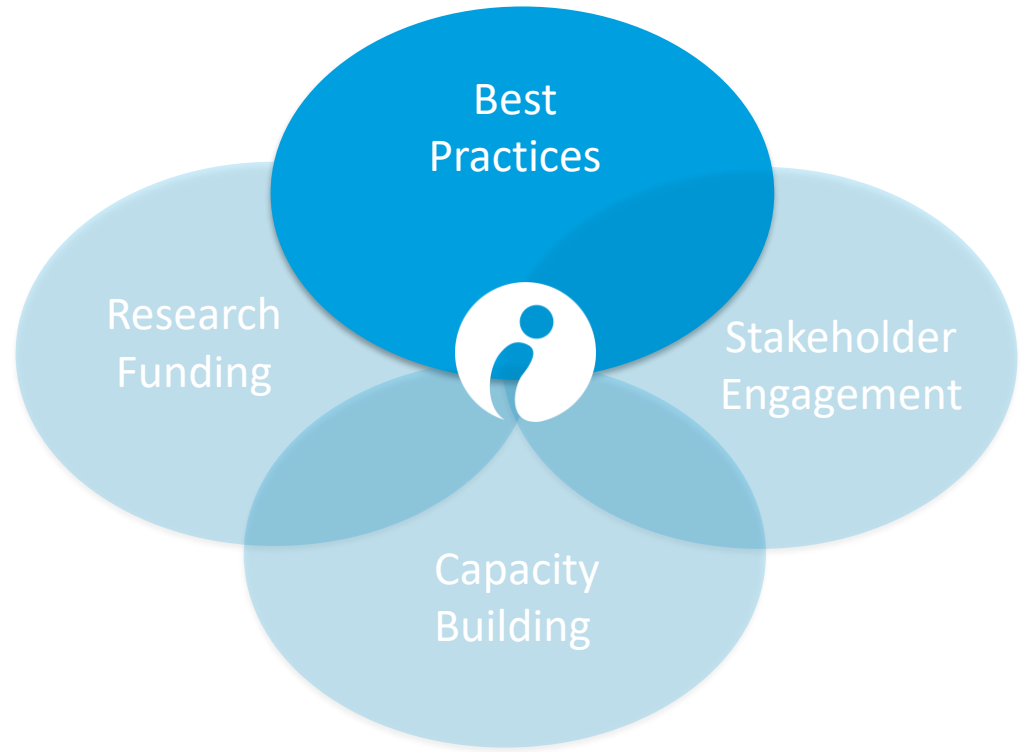 Best
Practices
Research
Funding
Stakeholder
Engagement
Capacity
Building